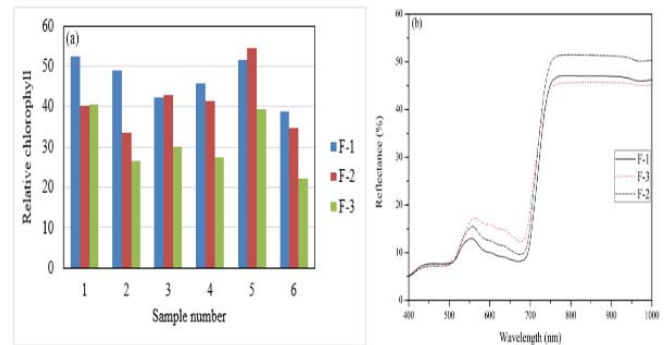 (a)
Relative chlorophyll
60
50
40
30
20
10
0
1 2 3 4 5 6
Sample number
F-1
F-2
F-3
(b)
Reflectance (%)
60
50
40
30
20
10
0
400 500 600 700 800 900 1000
Wavelength (nm)
F-1
F-3
F-2